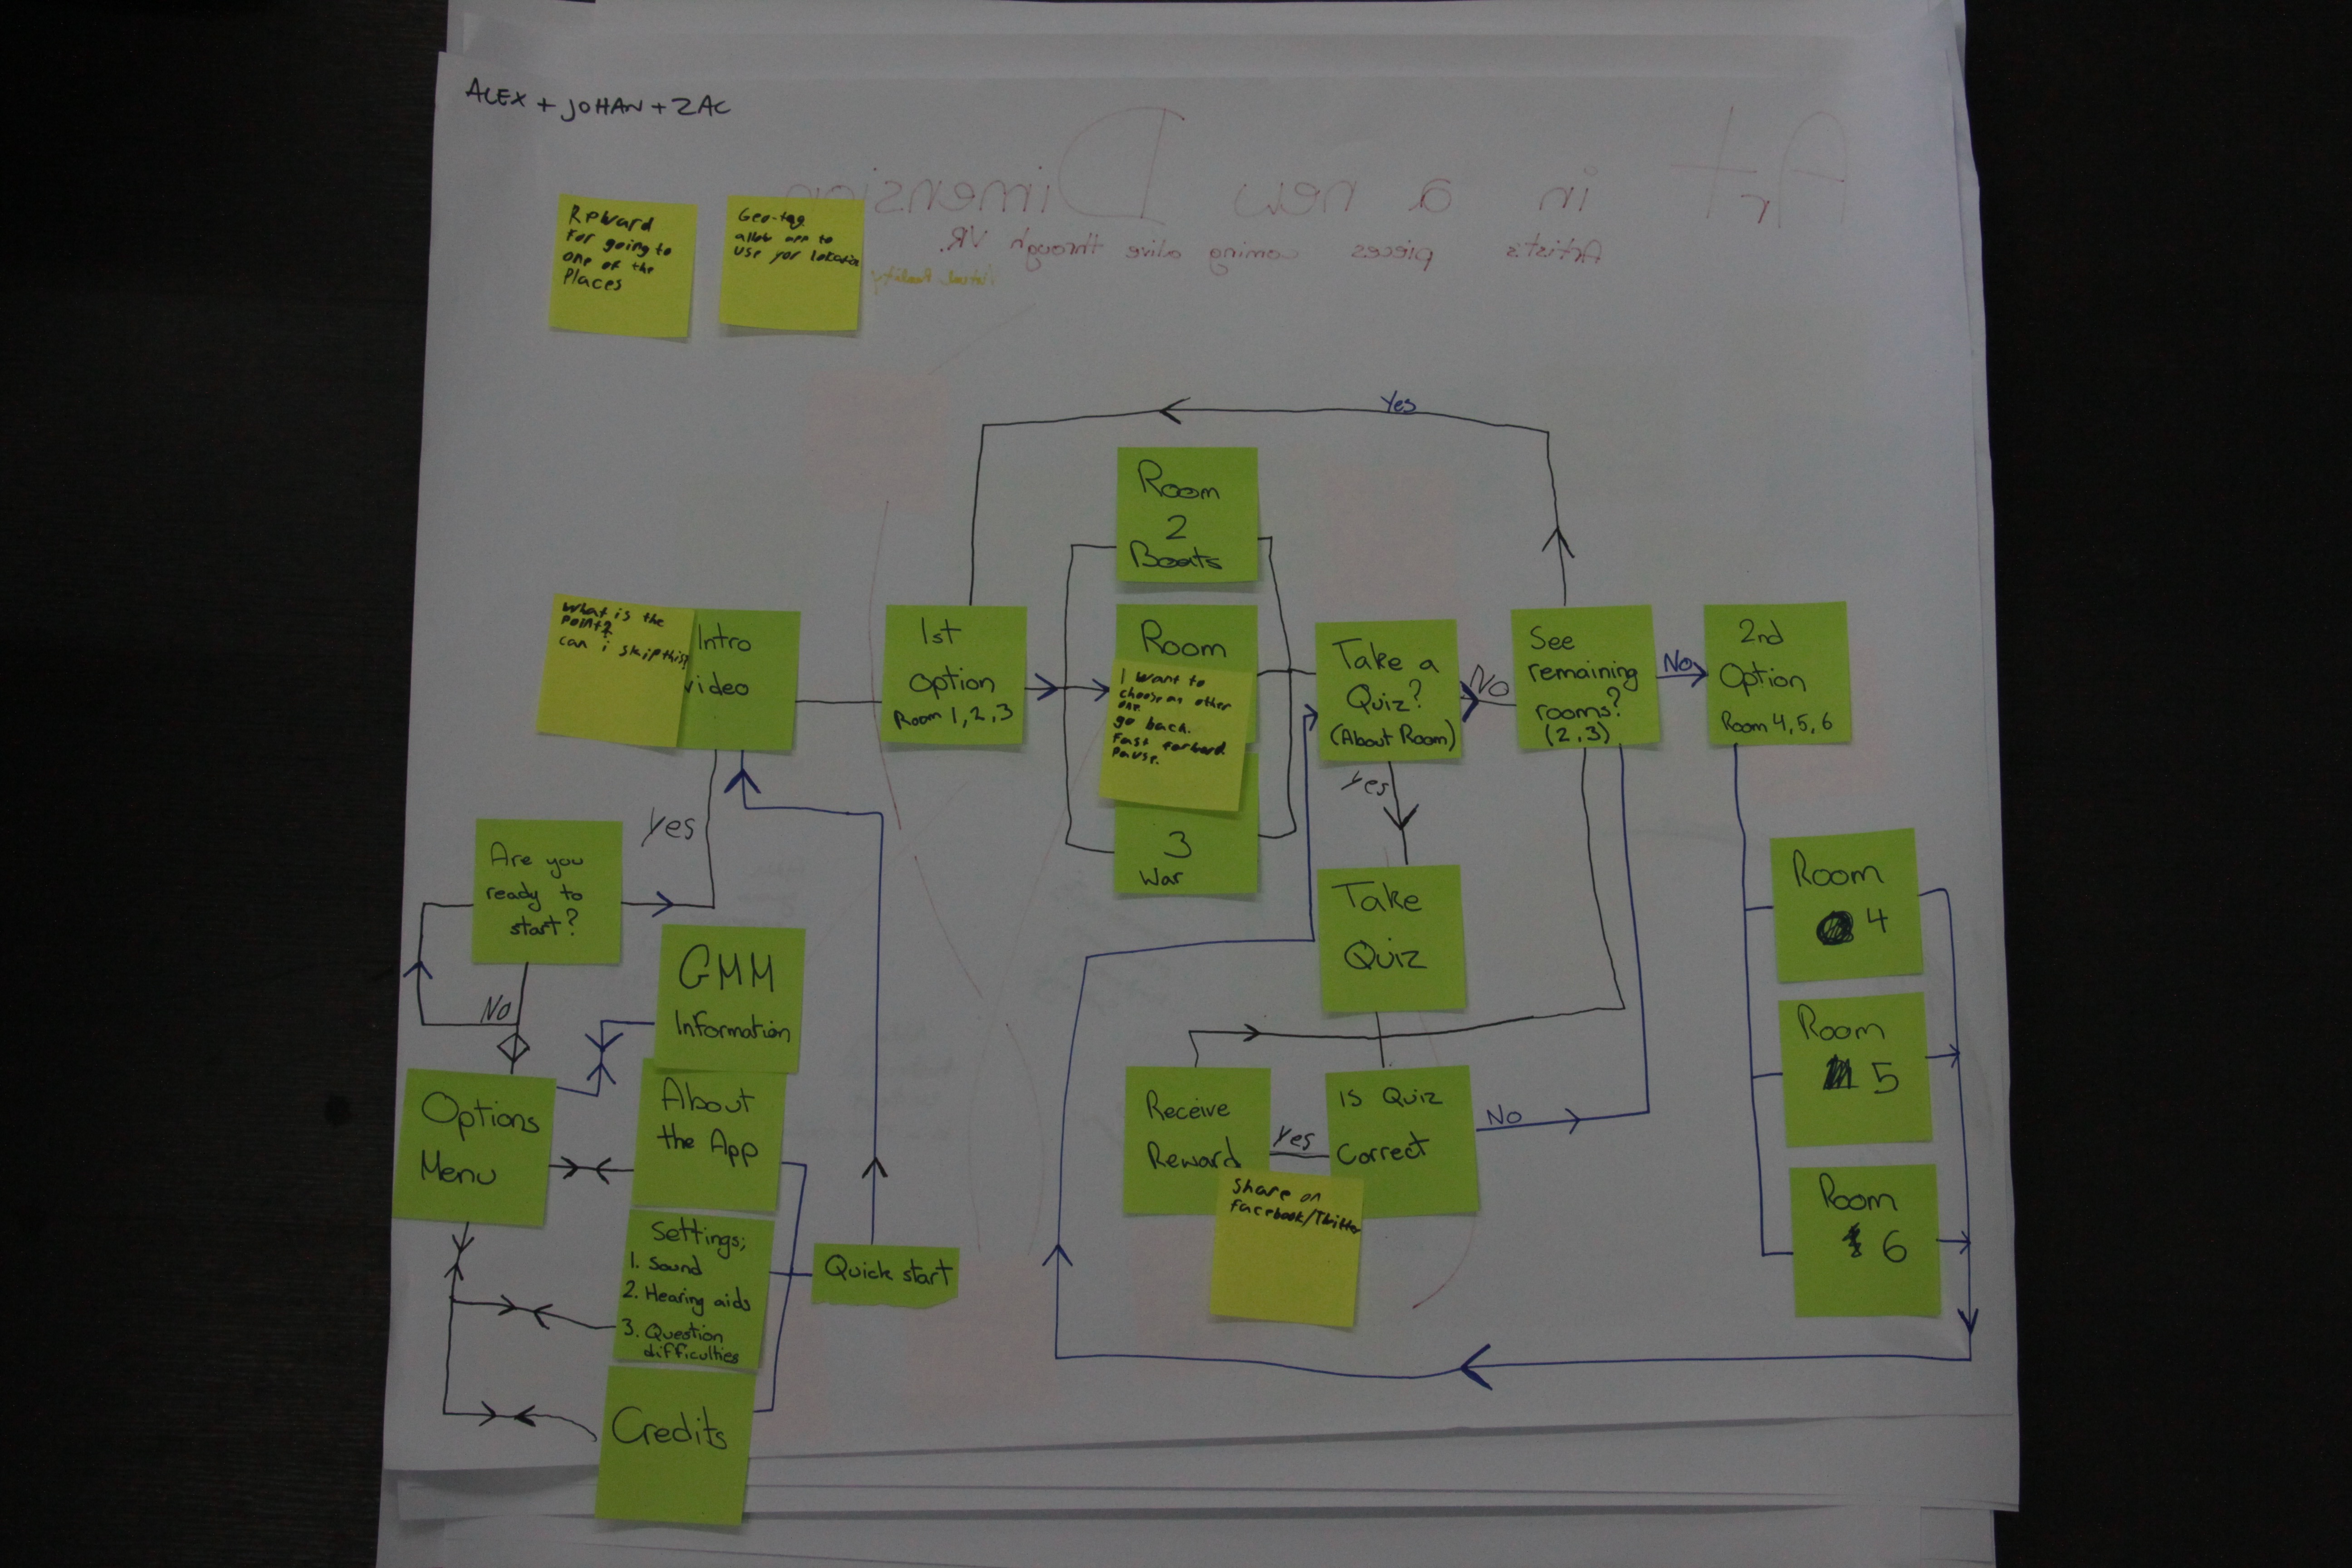 ALEX + JOHAN + ZAC
Art in a new Dimension
Artist's pieces coming alive through VR.
Virtual Reality
Reward
For going to
one of the
Places
Geo-tag
allow app to
use yor location
Yes
Room
2
Boats
What is the
point?
can i skip this?
Intro
video
1st
Option
Room 1, 2, 3
Room
I want to
choose an other
one.
go back.
Fast forward
Pause.
3
War
Take a
Quiz?
(About Room)
No
See
remaining
rooms?
(2, 3)
No
2nd
Option
Room 4, 5, 6
Yes
Yes
Are you
ready to
start?
No
Take
Quiz
Room
4
Room
5
Room
6
GMM
Information
Options
Menu
About
the App
Settings;
1. Sound
2. Hearing aids
3. Question
difficulties
Quick start
Credits
Receive
Reward
Yes
Is Quiz
Correct
No
Share on
Facebook/Twitter